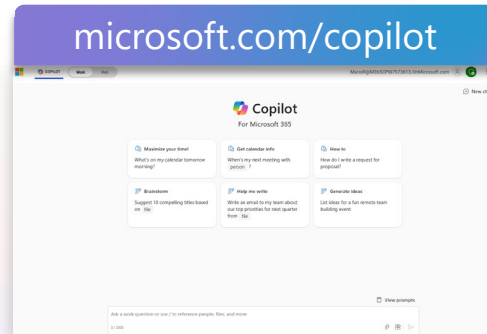 microsoft.com/copilot
COPILOT Work Web
New ch
Copilot
For Microsoft 365
Maximize your time!
What's on my calendar tomorrow
morning?
Get calendar info
When's my next meeting with
person ?
How to
How do I write a request for
proposal?
Brainstorm
Suggest 10 compelling titles based
on file
Help me write
Write an email to my team about
our top priorities for next quarter
from file
Generate ideas
List ideas for a fun remote team
building event
View prompts
Ask a work question or use / to reference people, files, and more